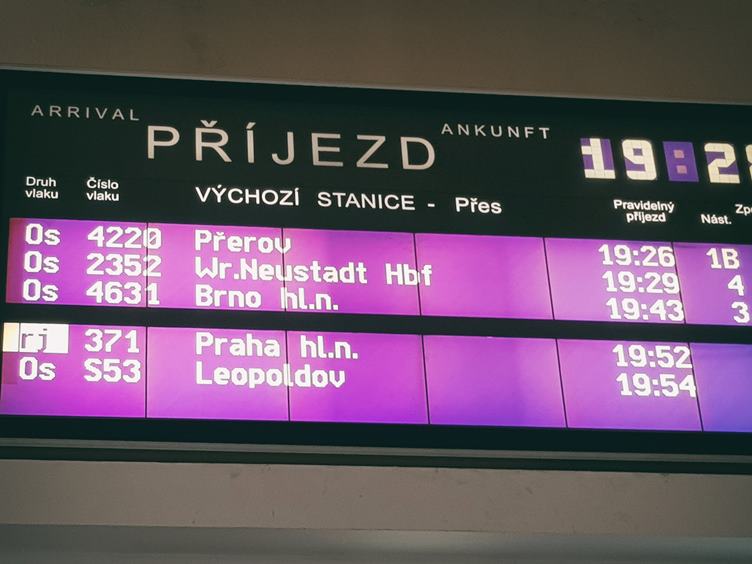 ARRIVAL PŘÍJEZD ANKUNFT 19:2
Druh vlaku Číslo vlaku VÝCHOZÍ STANICE - Přes Pravidelný příjezd Nást.
Os 4220 Přerov 19:26 1B
Os 2352 Wr.Neustadt Hbf 19:29 4
Os 4631 Brno hl.n. 19:43 3
rj 371 Praha hl.n. 19:52
Os S53 Leopoldov 19:54